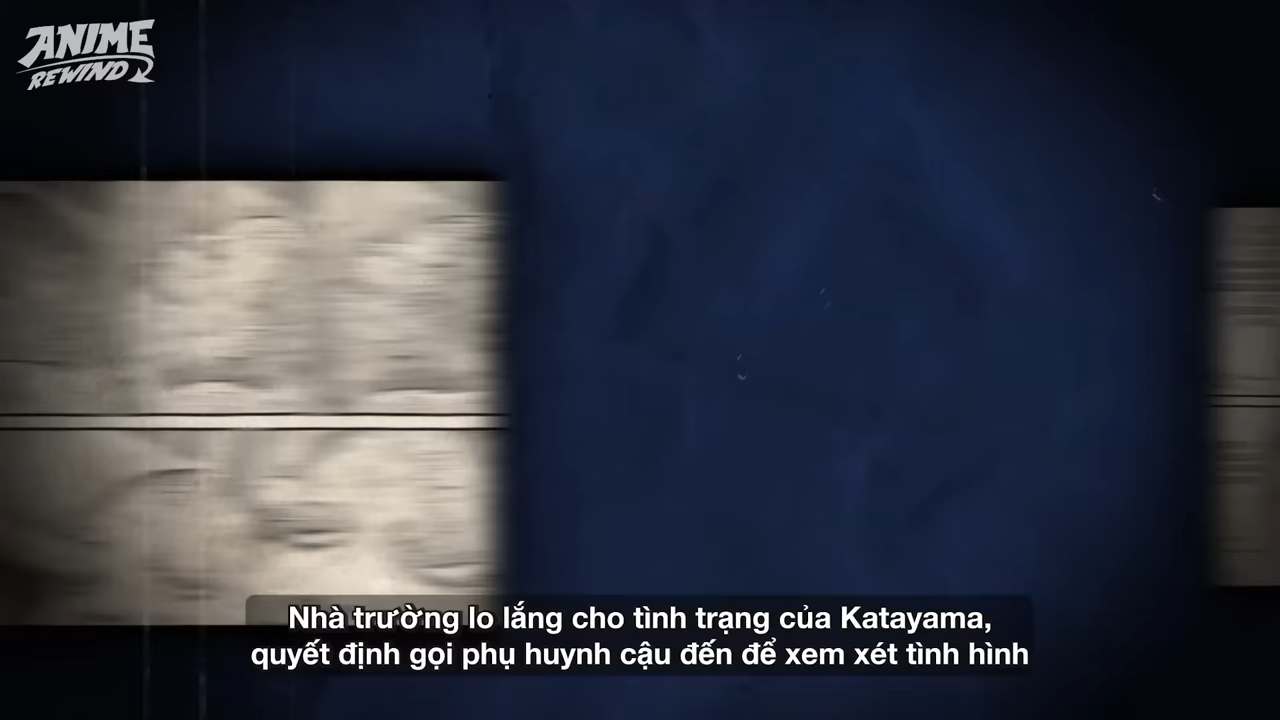 ANIME
REWIND
Nhà trường lo lắng cho tình trạng của Katayama,
quyết định gọi phụ huynh cậu đến để xem xét tình hình